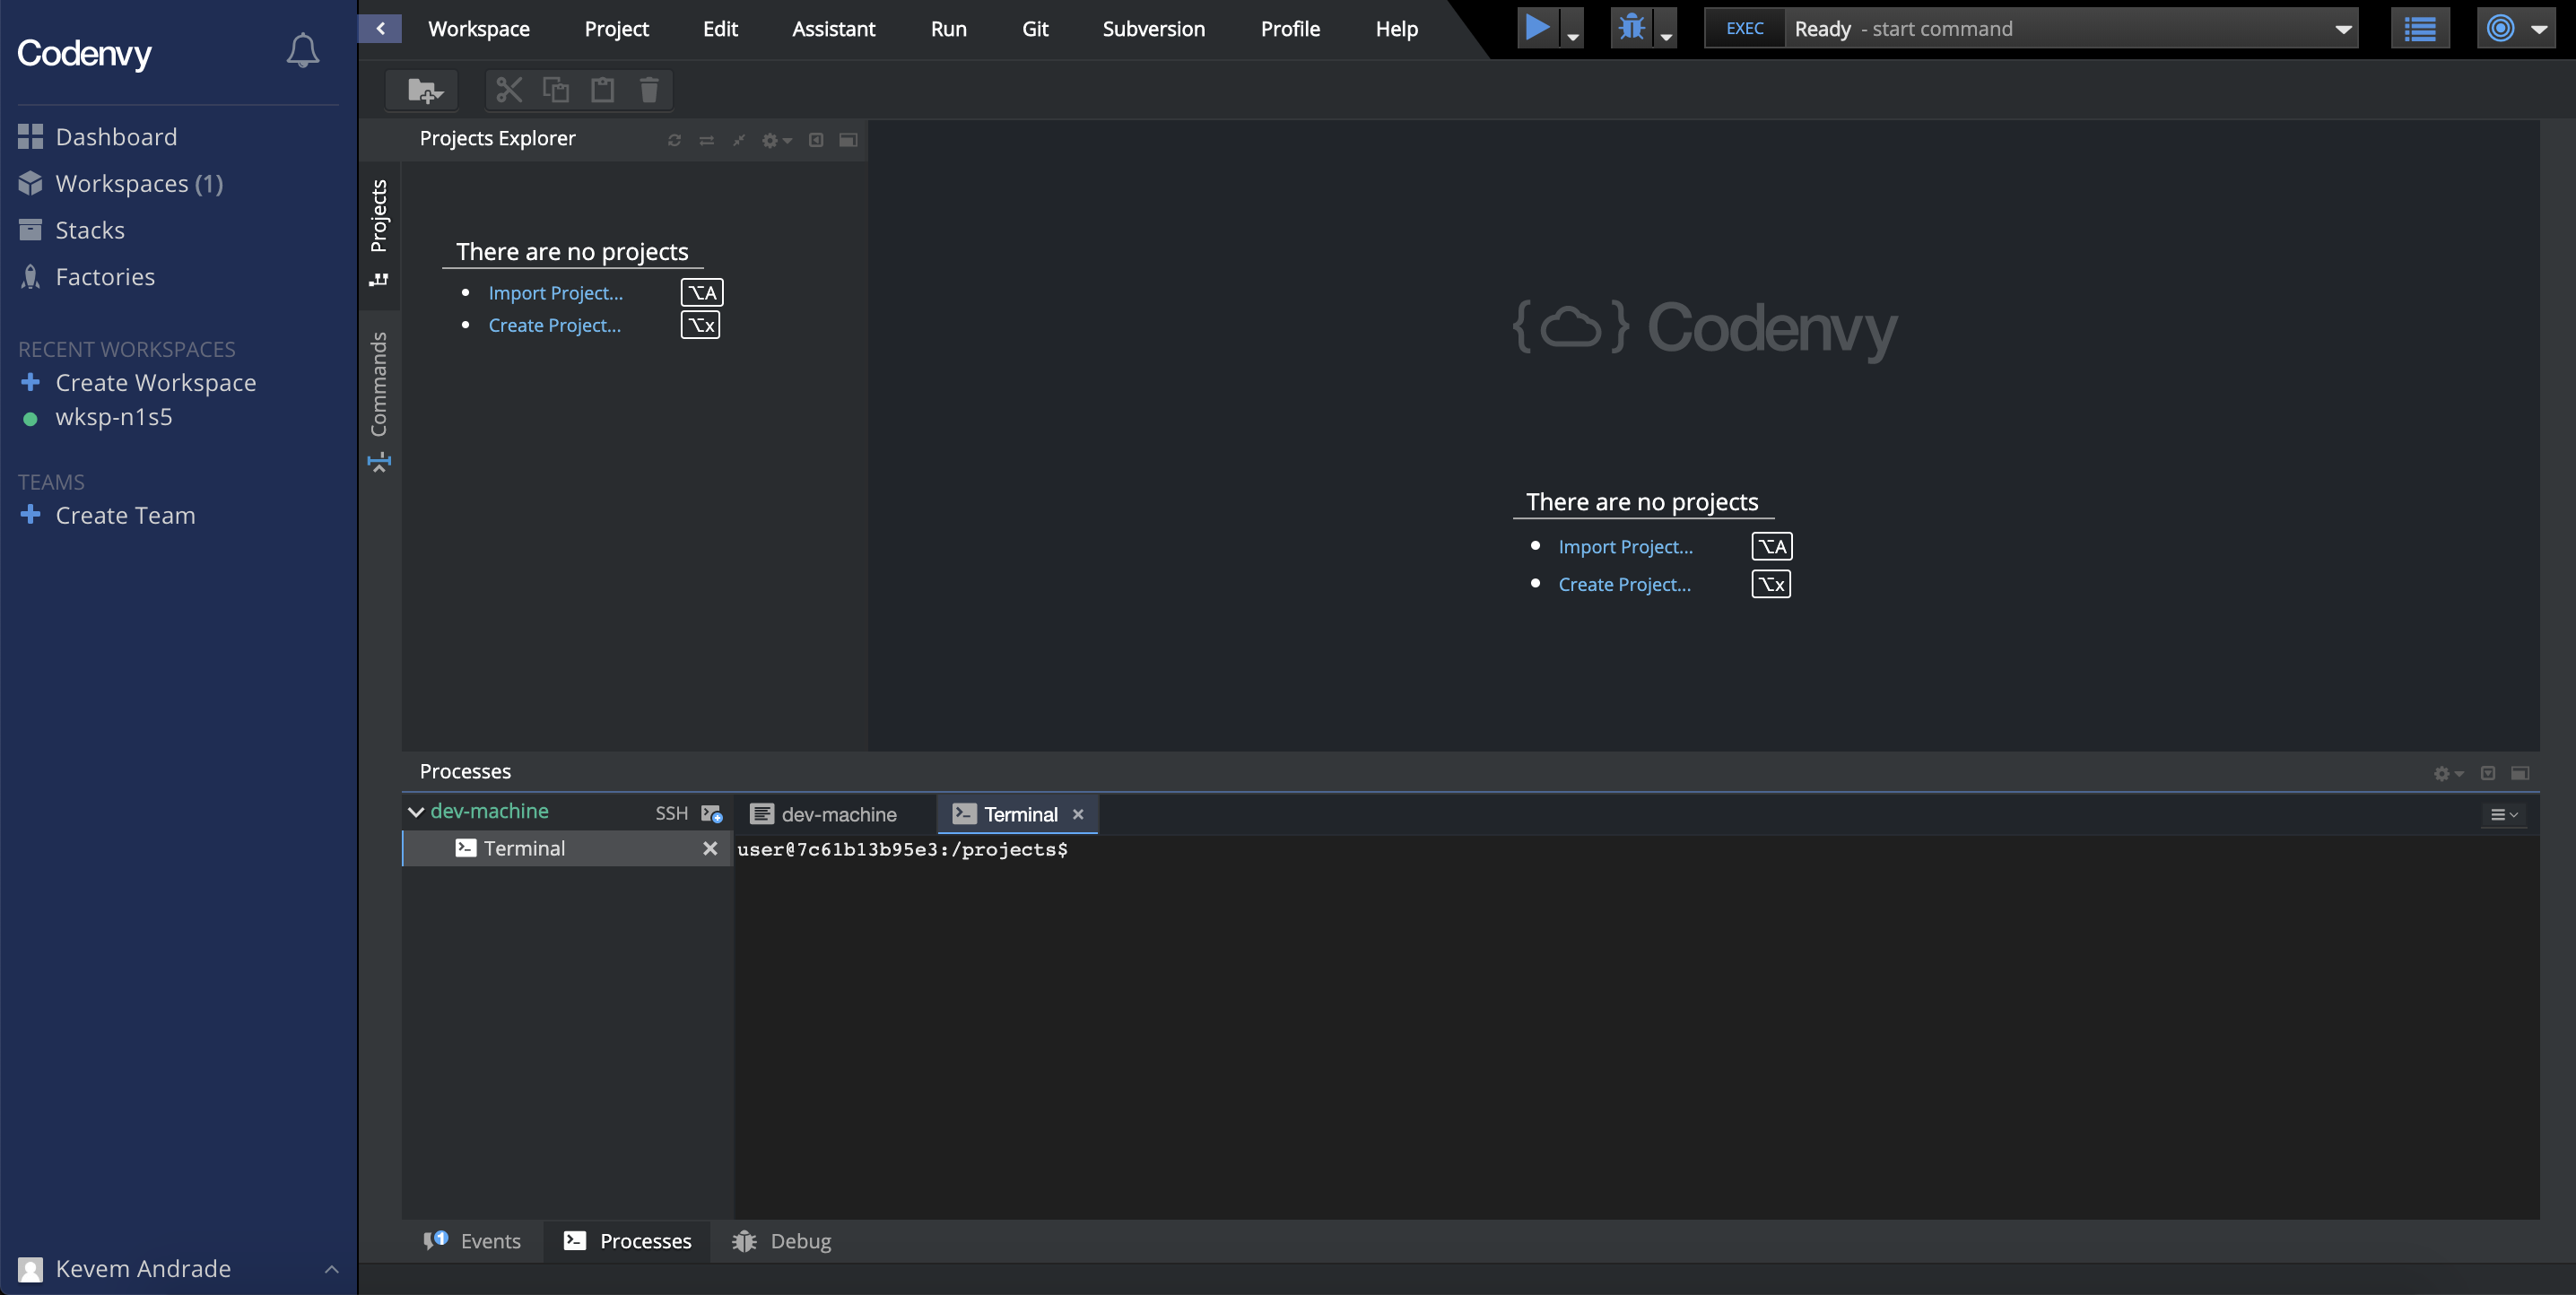 Codenvy
Dashboard
Workspaces (1)
Stacks
Factories
RECENT WORKSPACES
Create Workspace
wksp-n1s5
TEAMS
Create Team
Kevem Andrade
Workspace Project Edit Assistant Run Git Subversion Profile Help
EXEC Ready - start command
Projects Explorer
Projects
Commands
There are no projects
Import Project... ⌥A
Create Project... ⌥x
{ } Codenvy
There are no projects
Import Project... ⌥A
Create Project... ⌥x
Processes
dev-machine SSH
Terminal
dev-machine
Terminal
user@7c61b13b95e3:/projects$
1 Events
Processes
Debug